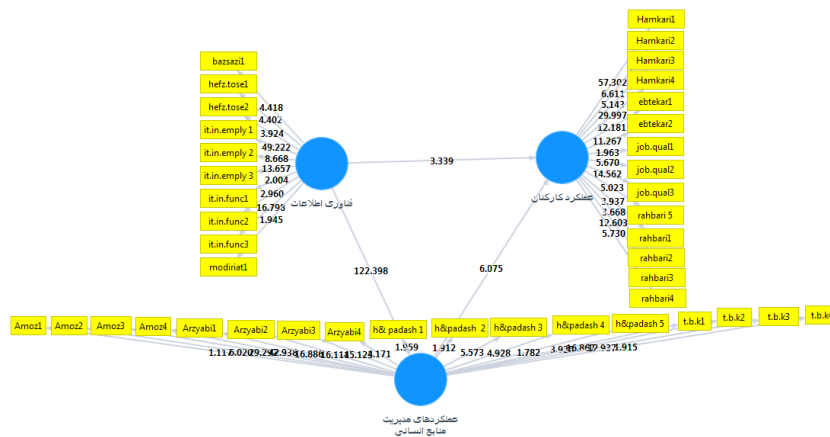 Hamkari1
Hamkari2
Hamkari3
Hamkari4
ebtekar1
ebtekar2
job.qual1
job.qual2
job.qual3
rahbari 5
rahbari1
rahbari2
rahbari3
rahbari4
57.302
6.611
5.143
29.997
12.181
11.267
1.963
5.670
14.562
5.023
3.937
3.668
12.603
5.730
عملکرد کارکنان
bazsazi1
hefz.tose1
hefz.tose2
it.in.emply 1
it.in.emply 2
it.in.emply 3
it.in.func1
it.in.func2
it.in.func3
modiriat1
4.418
4.402
3.924
49.222
8.668
13.657
2.004
2.960
16.798
1.945
فناوری اطلاعات
3.339
122.398
6.075
Amoz1
Amoz2
Amoz3
Amoz4
Arzyabi1
Arzyabi2
Arzyabi3
Arzyabi4
h& padash 1
h&padash 2
h&padash 3
h&padash 4
h&padash 5
t.b.k1
t.b.k2
t.b.k3
1.912
5.573
4.928
1.782
1.915
عملکردهای مدیریت
منابع انسانی